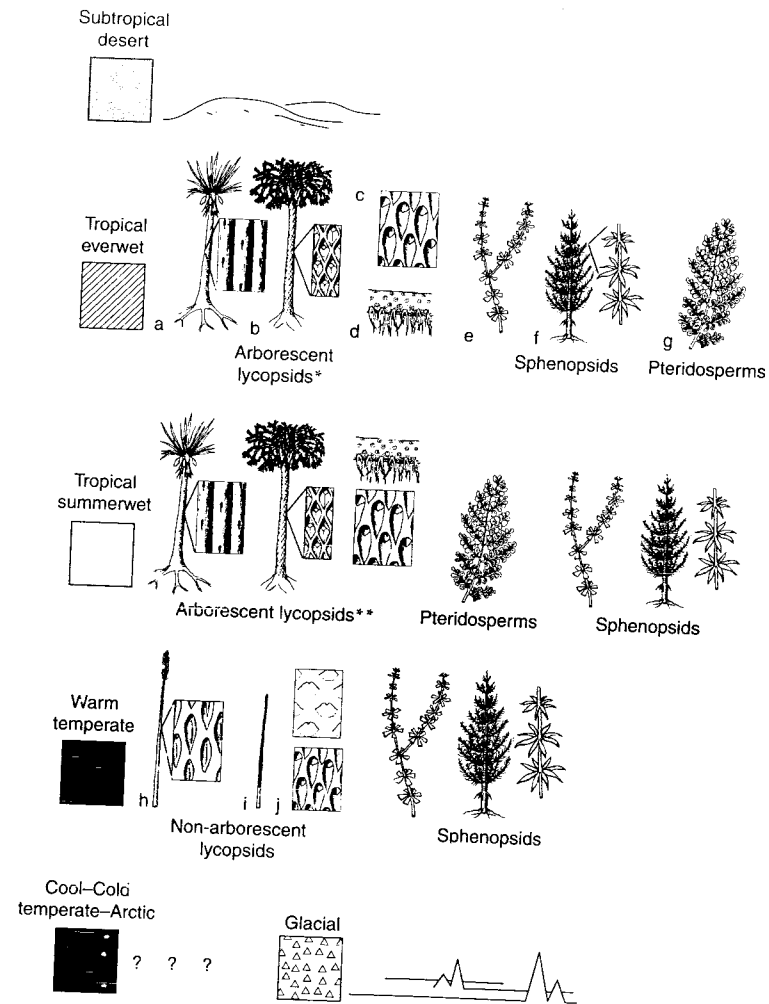 Subtropical
desert
Tropical
everwet
a
b
c
d
e
f
g
Arborescent
lycopsids*
Sphenopsids
Pteridosperms
Tropical
summerwet
Arborescent lycopsids**
Pteridosperms
Sphenopsids
Warm
temperate
h
i
j
Non-arborescent
lycopsids
Sphenopsids
Cool–Cold
temperate–Arctic
? ? ?
Glacial